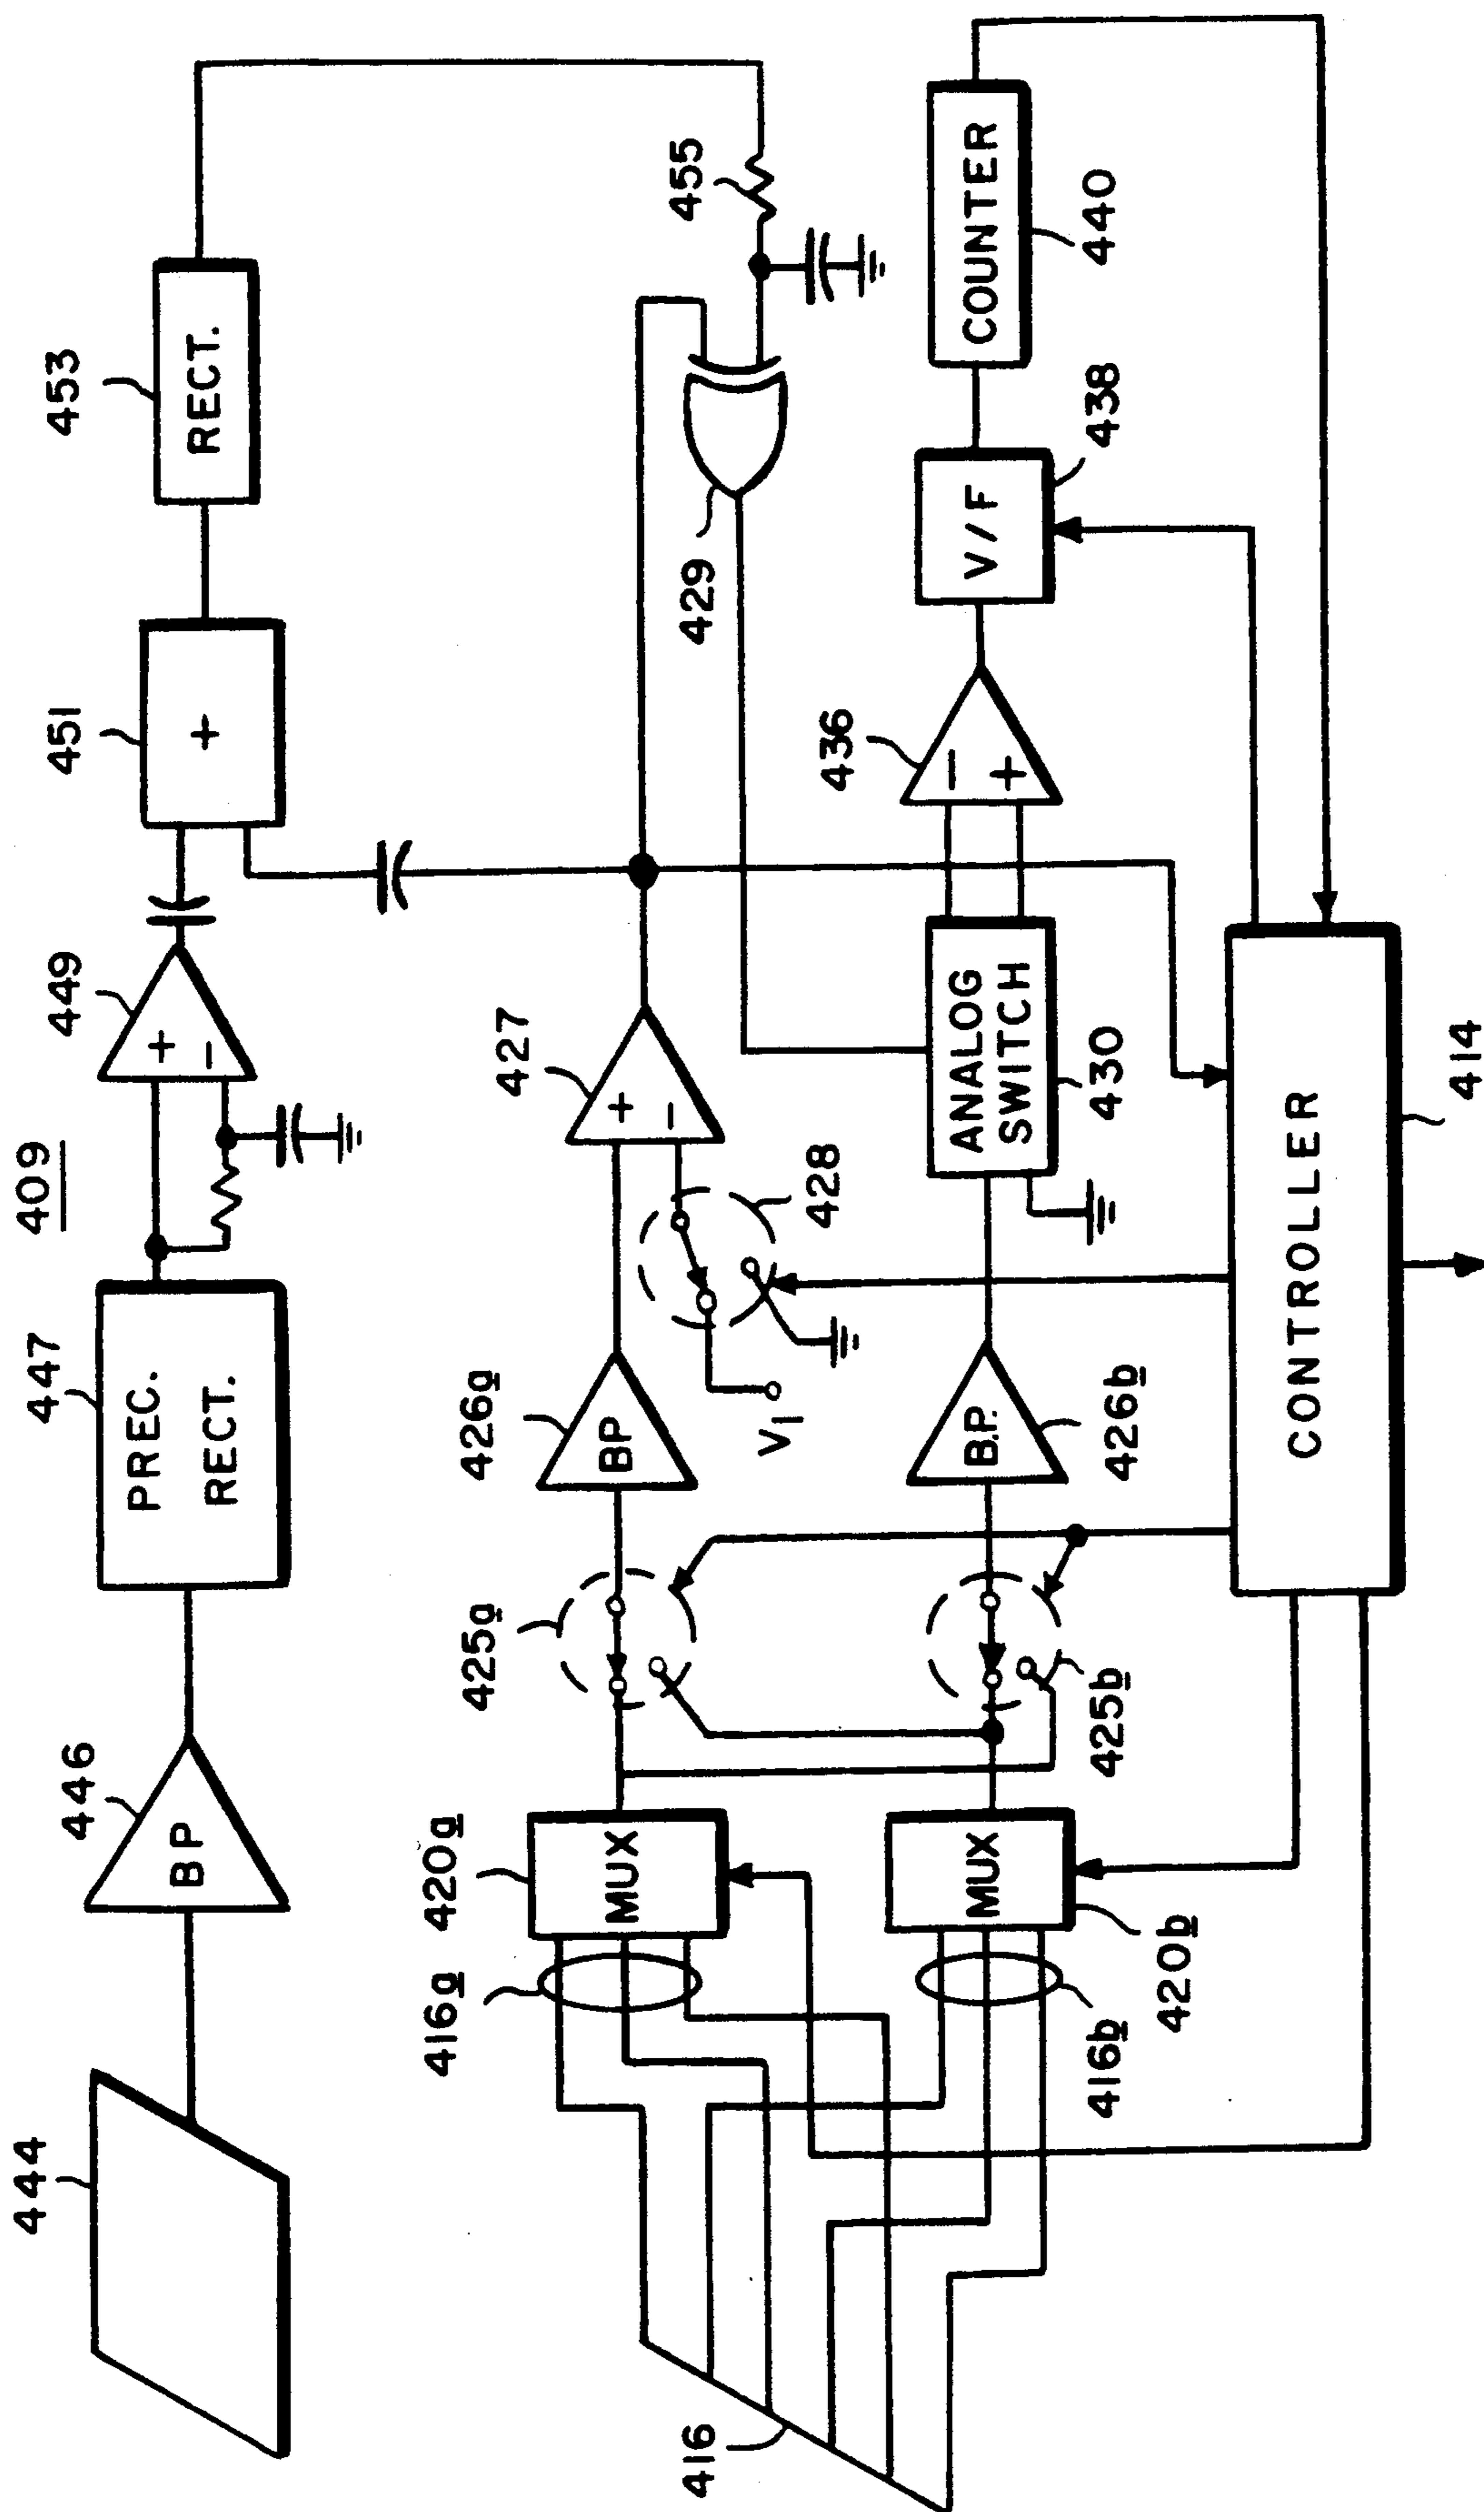 409
444
446
BP
447
PREC.
RECT.
449
+
−
451
+
453
RECT.
416a
420a
MUX
425a
426a
BP
427
+
−
428
V1
429
455
416
416b
420b
MUX
425b
426b
B.P.
ANALOG
SWITCH
430
436
−
+
V/F
438
COUNTER
440
CONTROLLER
414